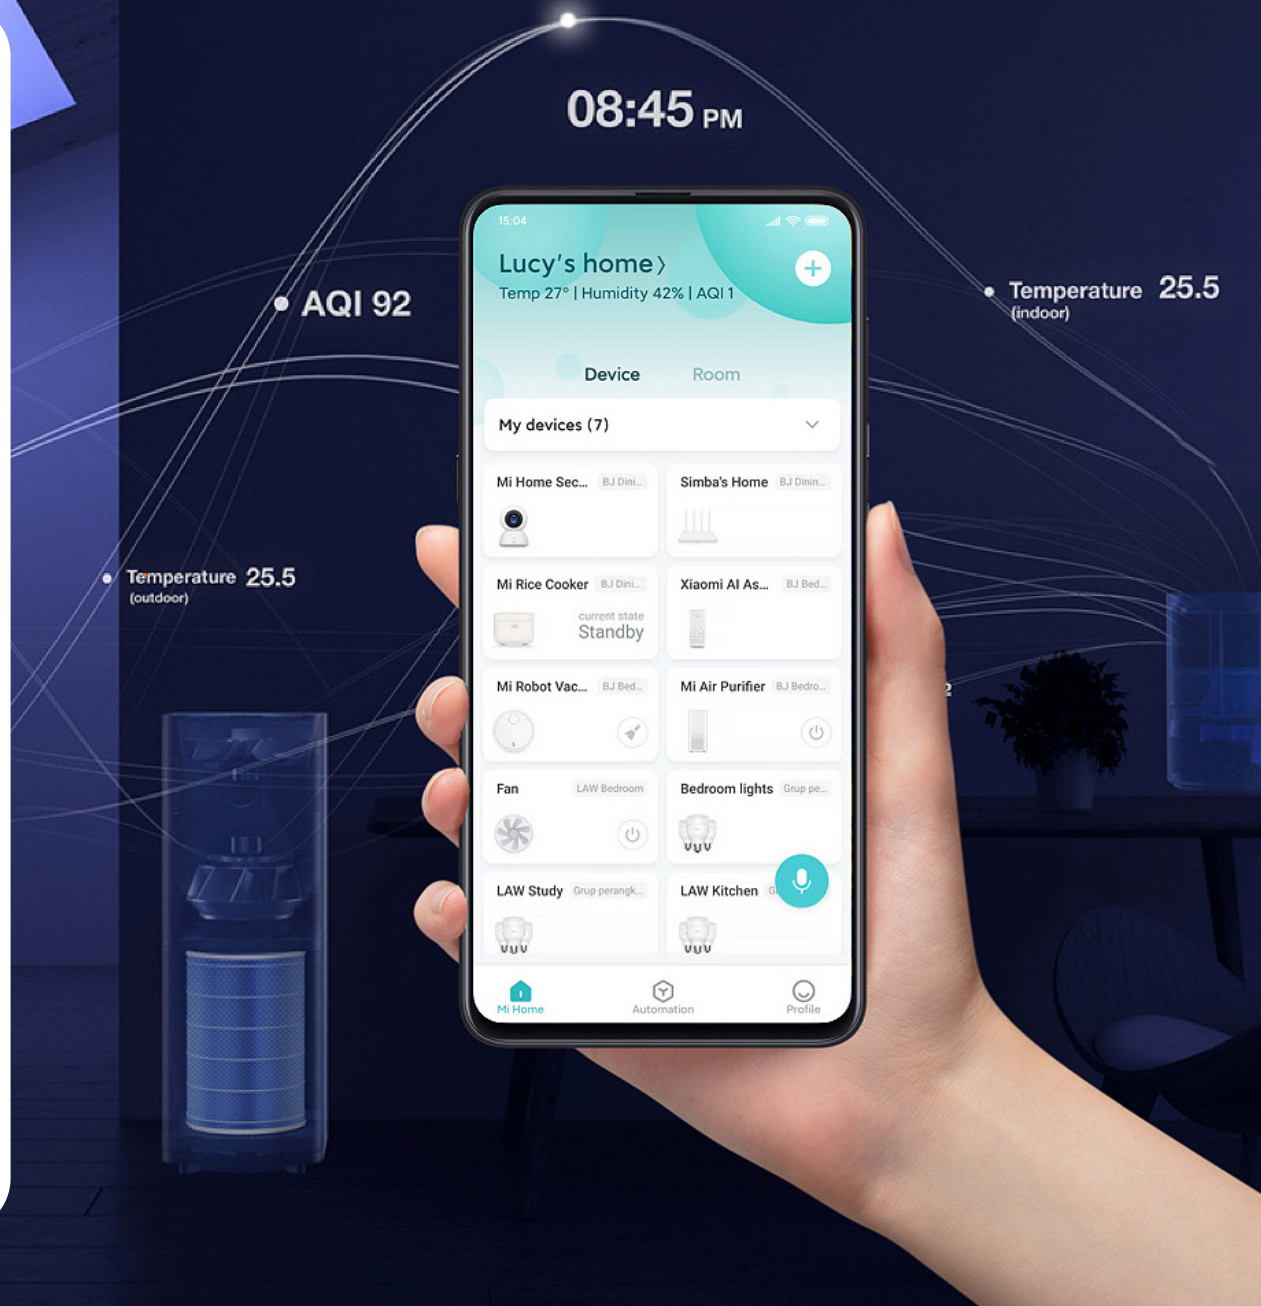 08:45 PM
AQI 92
Temperature 25.5
(indoor)
Temperature 25.5
(outdoor)
15:04
Lucy's home
Temp 27° | Humidity 42% | AQI 1
Device Room
My devices (7)
Mi Home Sec... BJ Dini...
Simba's Home BJ Dinin...
Mi Rice Cooker BJ Dini...
current state
Standby
Xiaomi AI As... BJ Bed...
Mi Robot Vac... BJ Bed...
Mi Air Purifier BJ Bedro...
Fan LAW Bedroom
Bedroom lights Grup pe...
LAW Study Grup perangk...
LAW Kitchen G
Mi Home Automation Profile
2